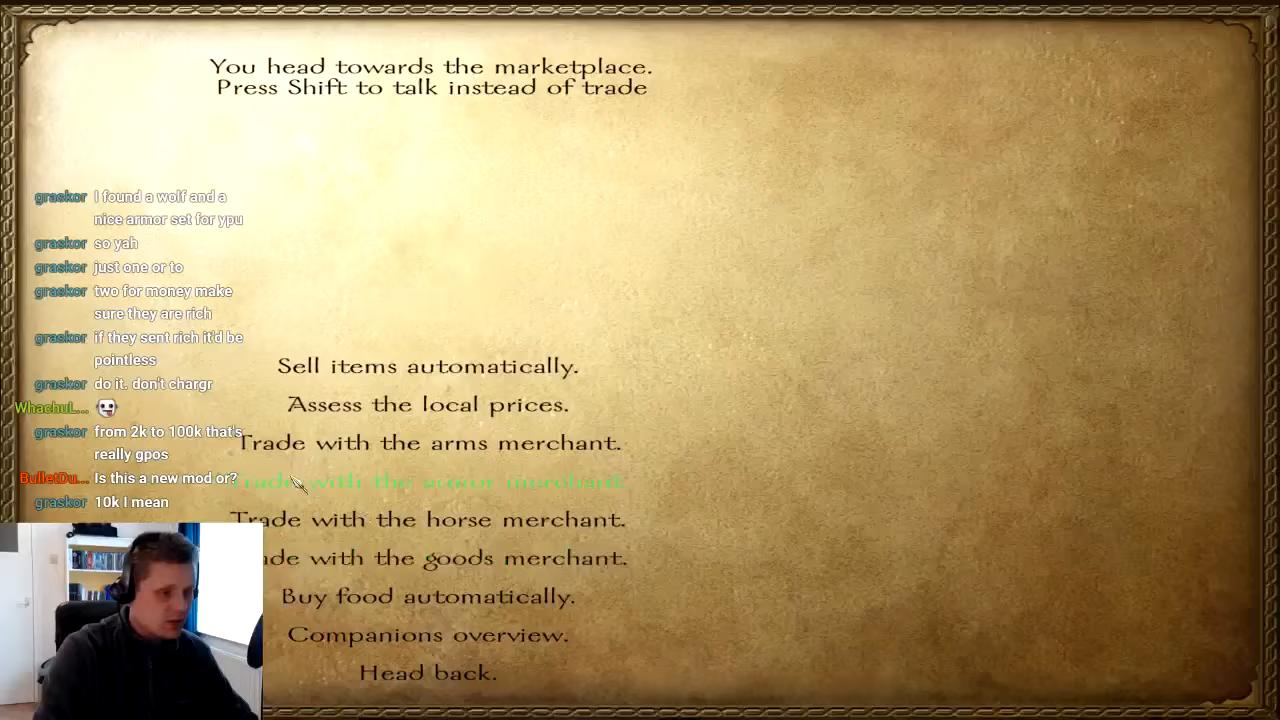 You head towards the marketplace.
Press Shift to talk instead of trade
graskor I found a wolf and a
nice armor set for ypu
graskor so yah
graskor just one or to
graskor two for money make
sure they are rich
graskor if they sent rich it'd be
pointless
graskor do it. don't chargr
WhachuL...
graskor from 2k to 100k that's
really gpos
BulletDu... Is this a new mod or?
graskor 10k I mean
Sell items automatically.
Assess the local prices.
Trade with the arms merchant.
Trade with the armor merchant.
Trade with the horse merchant.
ade with the goods merchant.
Buy food automatically.
Companions overview.
Head back.